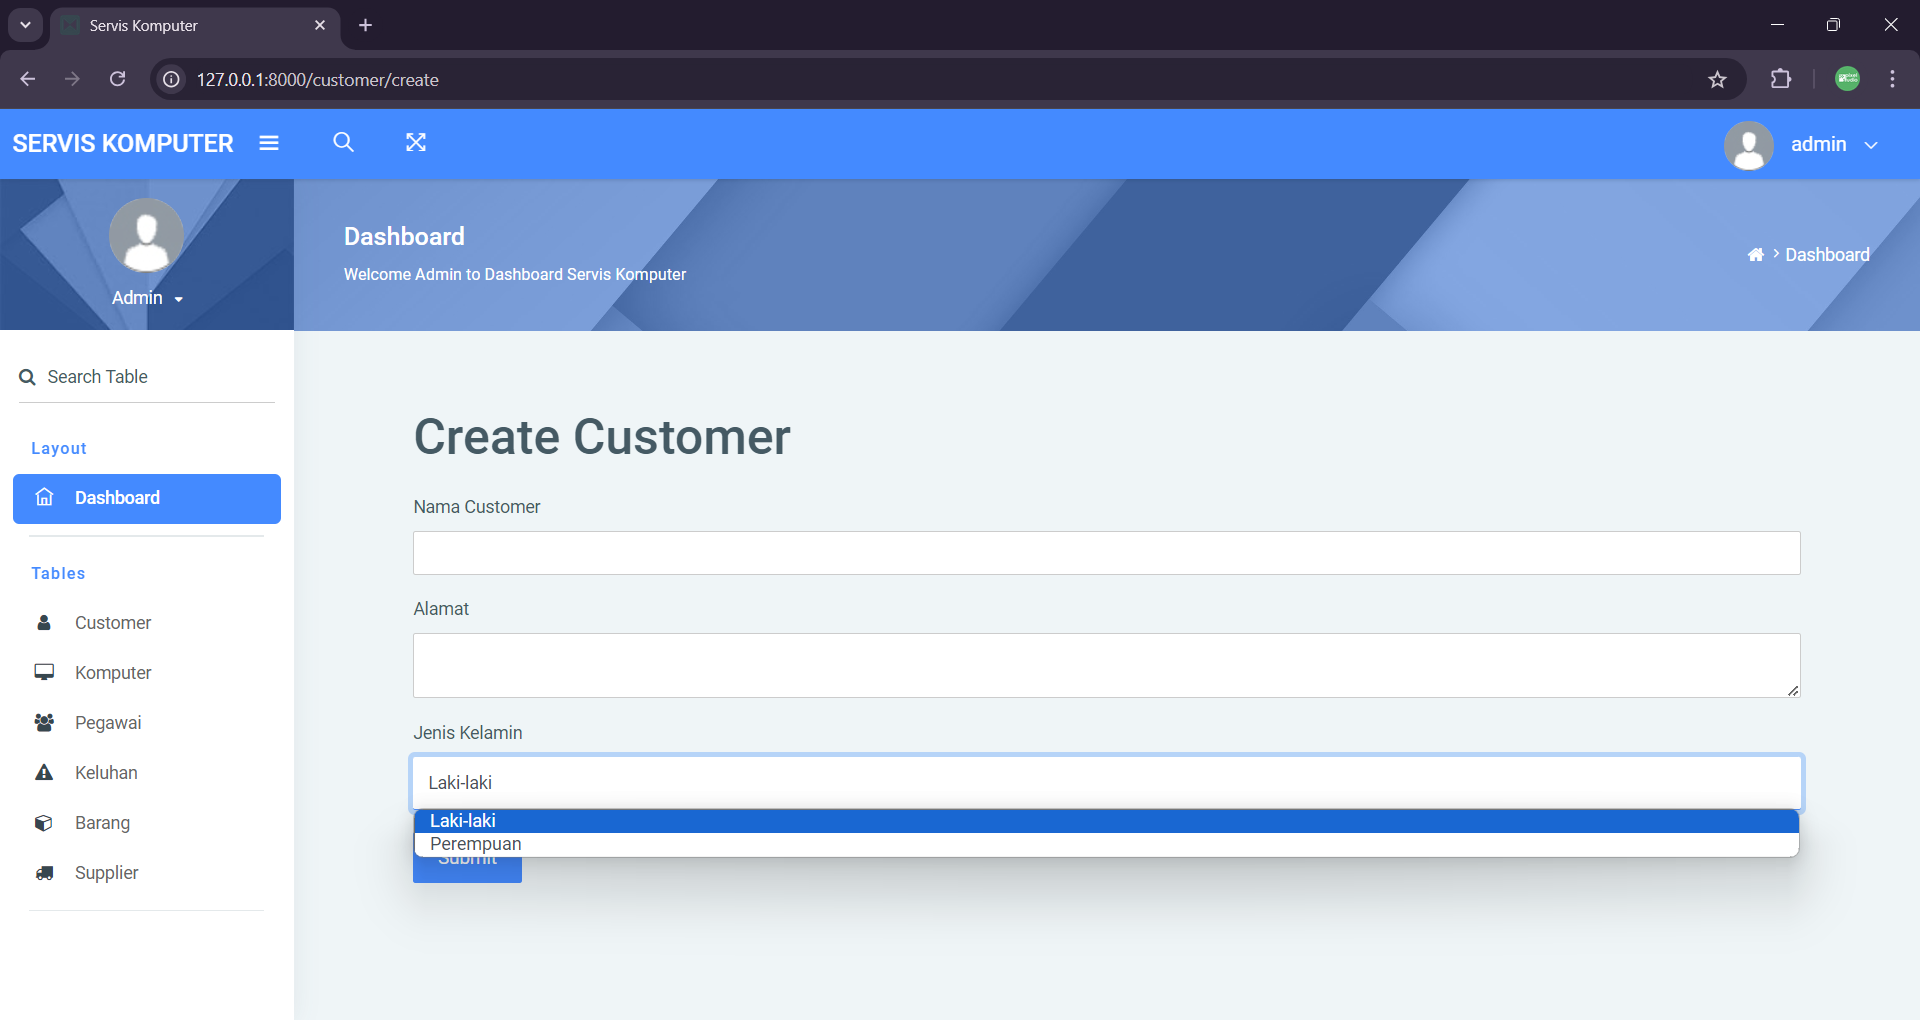 Servis Komputer
127.0.0.1:8000/customer/create
SERVIS KOMPUTER
admin
Admin
Dashboard
Welcome Admin to Dashboard Servis Komputer
Dashboard
Search Table
Layout
Dashboard
Tables
Customer
Komputer
Pegawai
Keluhan
Barang
Supplier
Create Customer
Nama Customer
Alamat
Jenis Kelamin
Laki-laki
Laki-laki
Perempuan
Submit